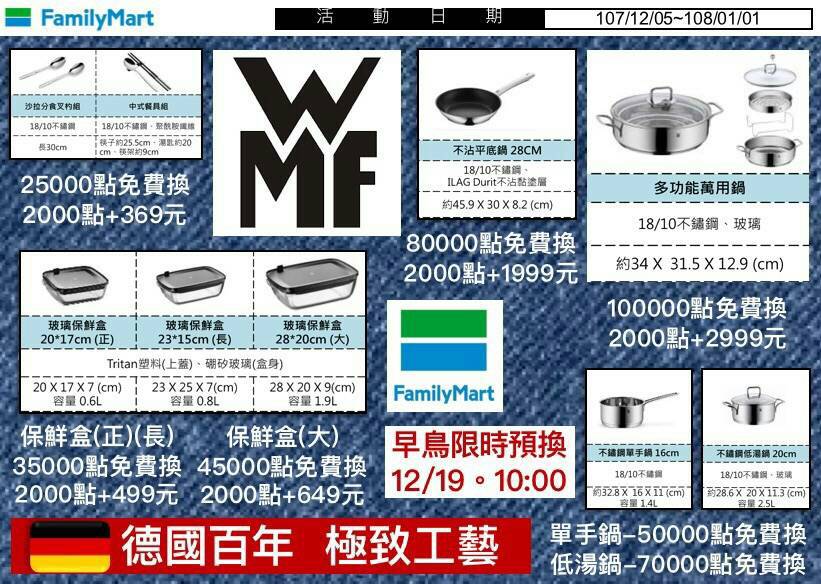 FamilyMart
活動日期
107/12/05~108/01/01
沙拉分食叉杓組
中式餐具組
18/10不鏽鋼
18/10不鏽鋼、聚醯胺纖維
長30cm
筷子約25.5cm、湯匙約20
cm、筷架約9cm
25000點免費換
2000點+369元
WMF
不沾平底鍋 28CM
18/10不鏽鋼、
ILAG Durit不沾黏塗層
約45.9 X 30 X 8.2 (cm)
80000點免費換
2000點+1999元
多功能萬用鍋
18/10不鏽鋼、玻璃
約34 X 31.5 X 12.9 (cm)
100000點免費換
2000點+2999元
玻璃保鮮盒
20*17cm (正)
玻璃保鮮盒
23*15cm (長)
玻璃保鮮盒
28*20cm (大)
Tritan塑料(上蓋)、硼矽玻璃(盒身)
20 X 17 X 7 (cm)
容量 0.6L
23 X 25 X 7(cm)
容量 0.8L
28 X 20 X 9(cm)
容量 1.9L
保鮮盒(正)(長)
35000點免費換
2000點+499元
保鮮盒(大)
45000點免費換
2000點+649元
FamilyMart
早鳥限時預換
12/19。10:00
不鏽鋼單手鍋 16cm
18/10不鏽鋼
約32.8 X 16 X 11 (cm)
容量 1.4L
不鏽鋼低湯鍋 20cm
18/10不鏽鋼、玻璃
約28.6 X 20 X 11.3 (cm)
容量 2.5L
單手鍋–50000點免費換
低湯鍋–70000點免費換
德國百年 極致工藝